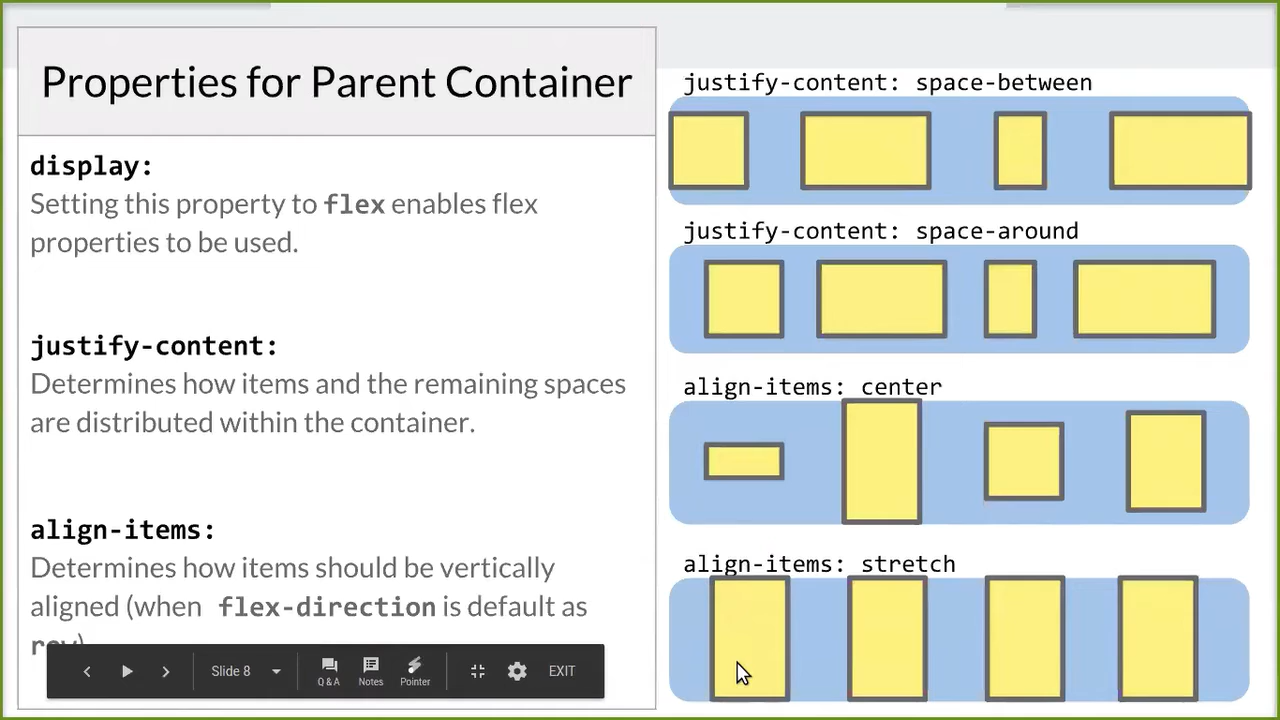 Properties for Parent Container
display:
Setting this property to flex enables flex
properties to be used.
justify-content:
Determines how items and the remaining spaces
are distributed within the container.
align-items:
Determines how items should be vertically
aligned (when flex-direction is default as
justify-content: space-between
justify-content: space-around
align-items: center
align-items: stretch
Slide 8
Q & A
Notes
Pointer
EXIT